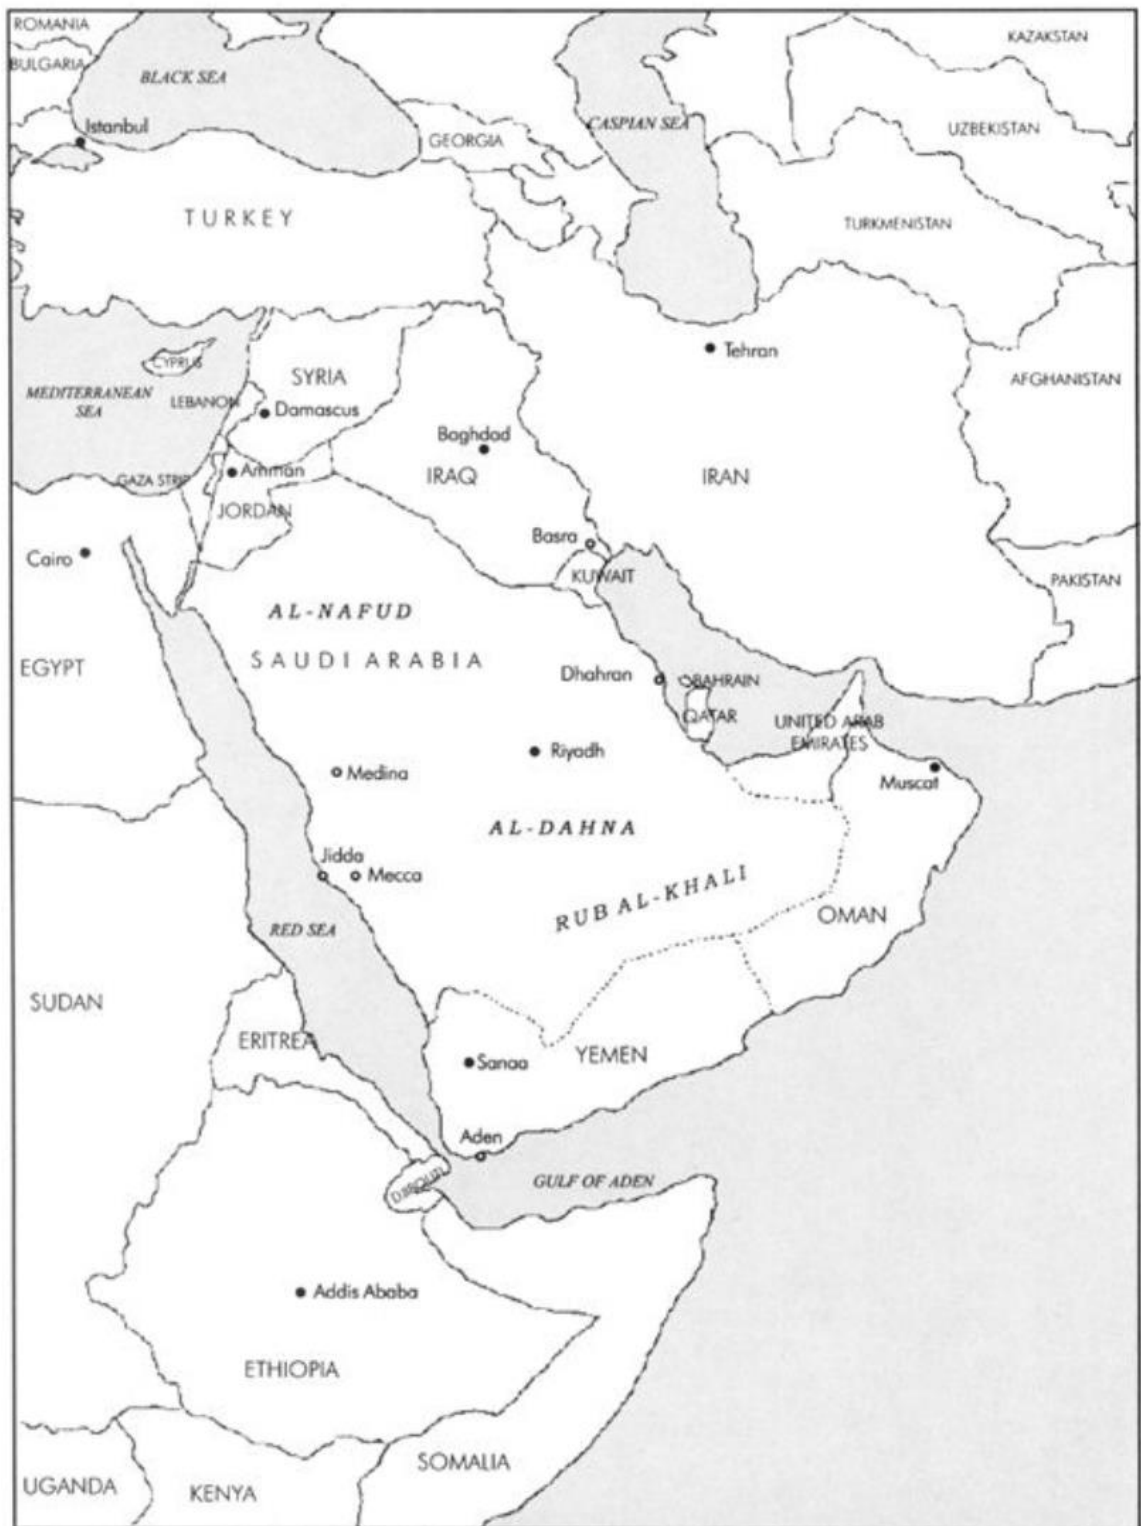 ROMANIA
KAZAKSTAN
BULGARIA
BLACK SEA
CASPIAN SEA
Istanbul
GEORGIA
UZBEKISTAN
TURKEY
TURKMENISTAN
Tehran
CYPRUS
SYRIA
AFGHANISTAN
MEDITERRANEAN
SEA
LEBANON
Damascus
Baghdad
Amman
GAZA STRIP
IRAQ
IRAN
JORDAN
Basra
Cairo
KUWAIT
PAKISTAN
AL-NAFUD
SAUDI ARABIA
EGYPT
Dhahran
BAHRAIN
QATAR
UNITED ARAB
EMIRATES
Riyadh
Medina
Muscat
AL-DAHNA
Jidda
Mecca
RUB AL-KHALI
OMAN
RED SEA
SUDAN
ERITREA
YEMEN
Sanaa
Aden
DJIBOUTI
GULF OF ADEN
Addis Ababa
ETHIOPIA
SOMALIA
UGANDA
KENYA